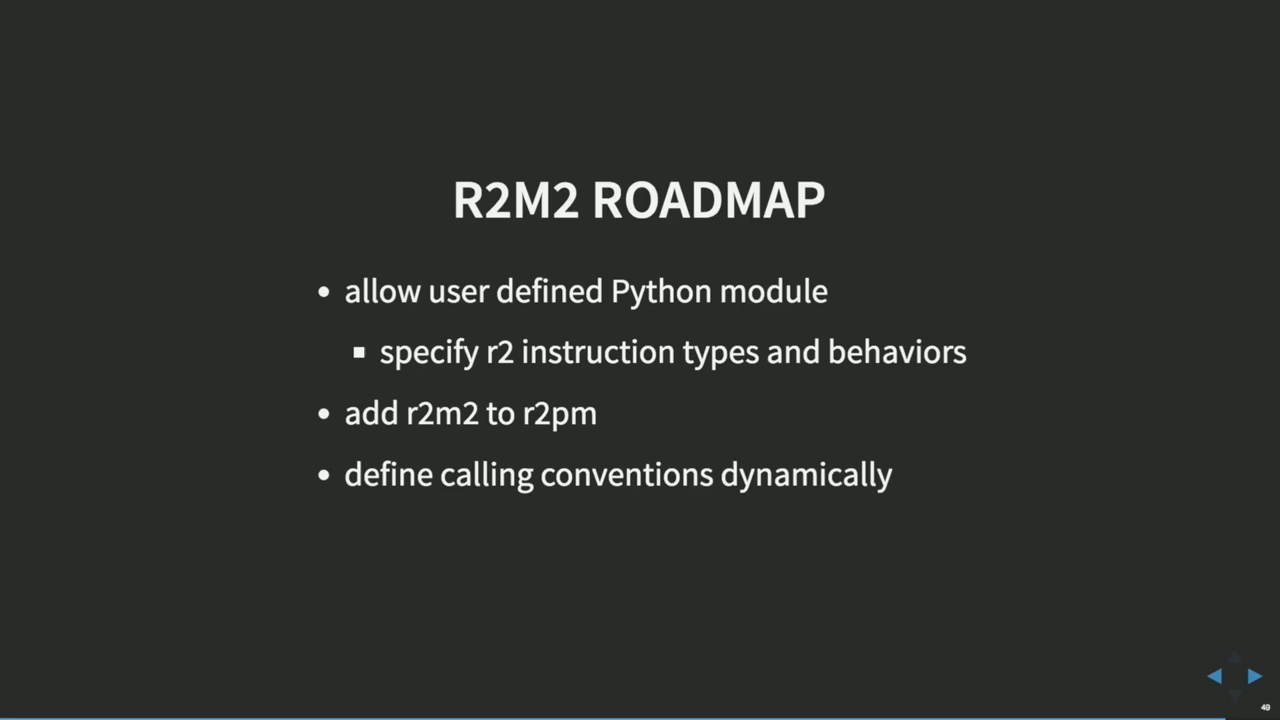 R2M2 ROADMAP
• allow user defined Python module
▪ specify r2 instruction types and behaviors
• add r2m2 to r2pm
• define calling conventions dynamically
49